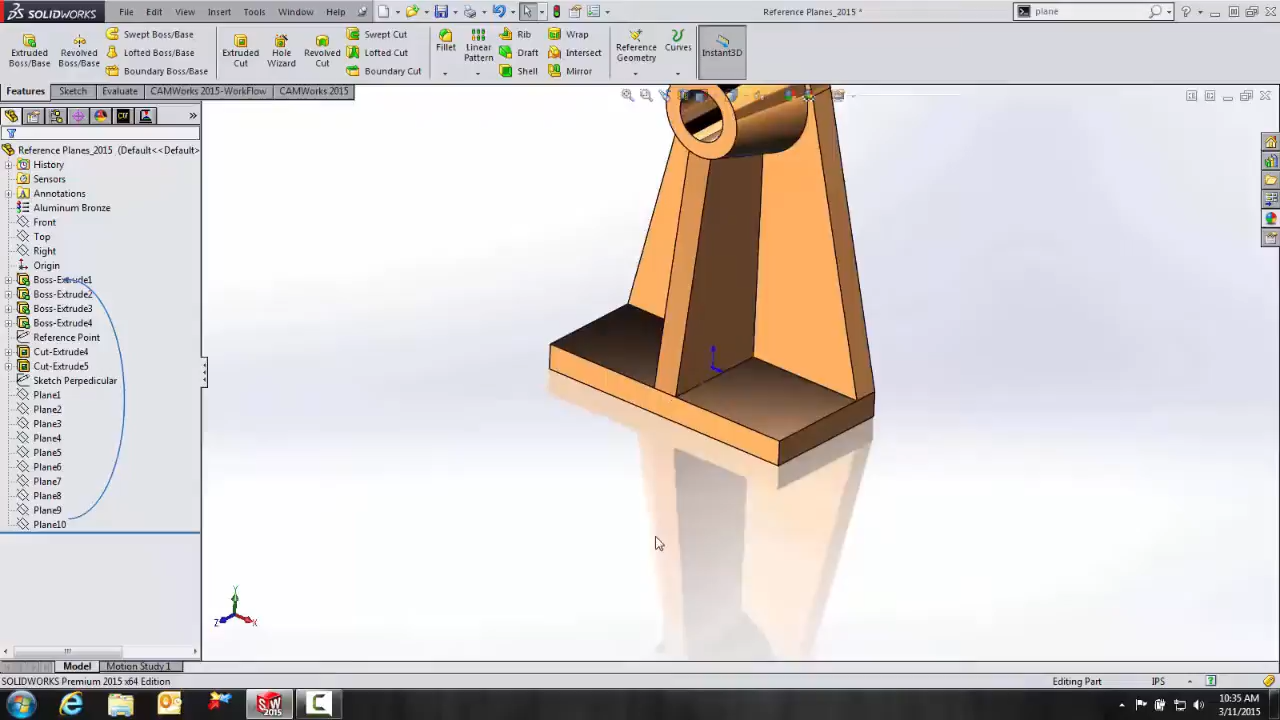 SOLIDWORKS File Edit View Insert Tools Window Help Reference Planes_2015 * plane
Extruded Boss/Base
Revolved Boss/Base
Swept Boss/Base
Lofted Boss/Base
Boundary Boss/Base
Extruded Cut
Hole Wizard
Revolved Cut
Swept Cut
Lofted Cut
Boundary Cut
Fillet
Linear Pattern
Rib
Draft
Shell
Wrap
Intersect
Mirror
Reference Geometry
Curves
Instant3D
Features Sketch Evaluate CAMWorks 2015-WorkFlow CAMWorks 2015
Reference Planes_2015 (Default<<Default>
History
Sensors
Annotations
Aluminum Bronze
Front
Top
Right
Origin
Boss-Extrude1
Boss-Extrude2
Boss-Extrude3
Boss-Extrude4
Reference Point
Cut-Extrude4
Cut-Extrude5
Sketch Perpedicular
Plane1
Plane2
Plane3
Plane4
Plane5
Plane6
Plane7
Plane8
Plane9
Plane10
Y
Z X
Model Motion Study 1
SOLIDWORKS Premium 2015 x64 Edition Editing Part IPS
SW 2015
10:35 AM
3/11/2015